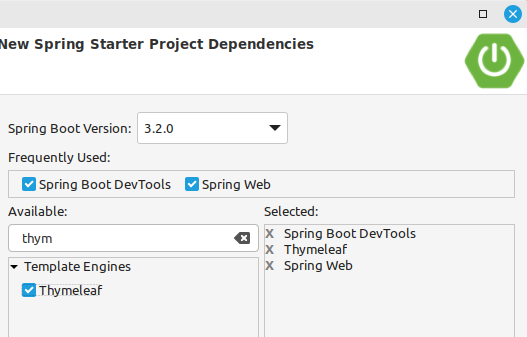 New Spring Starter Project Dependencies
Spring Boot Version: 3.2.0
Frequently Used:
Spring Boot DevTools Spring Web
Available: Selected:
thym
X Spring Boot DevTools
Template Engines X Thymeleaf
X Spring Web
Thymeleaf